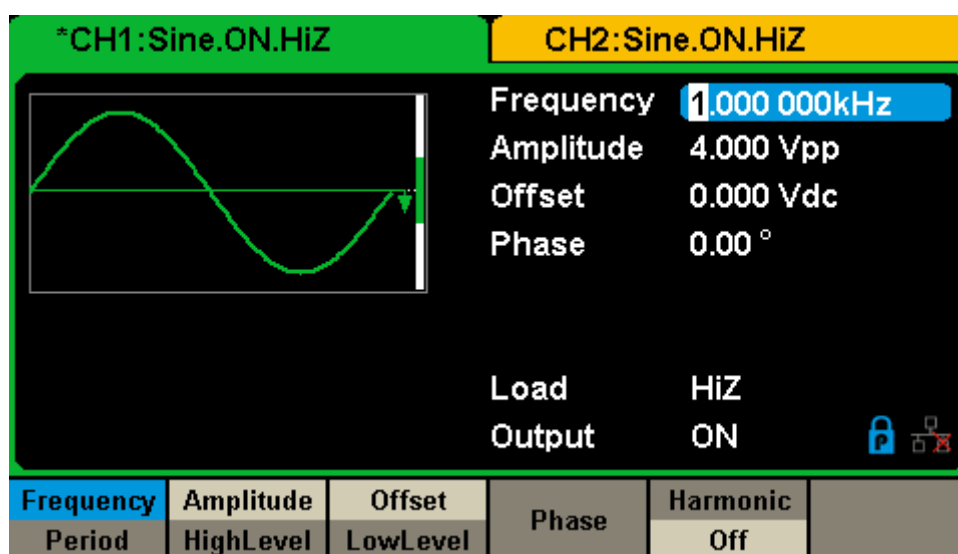 *CH1:Sine.ON.HiZ CH2:Sine.ON.HiZ
Frequency 1.000 000kHz
Amplitude 4.000 Vpp
Offset 0.000 Vdc
Phase 0.00 °
Load HiZ
Output ON P
Frequency Amplitude Offset Phase Harmonic
Period HighLevel LowLevel Off